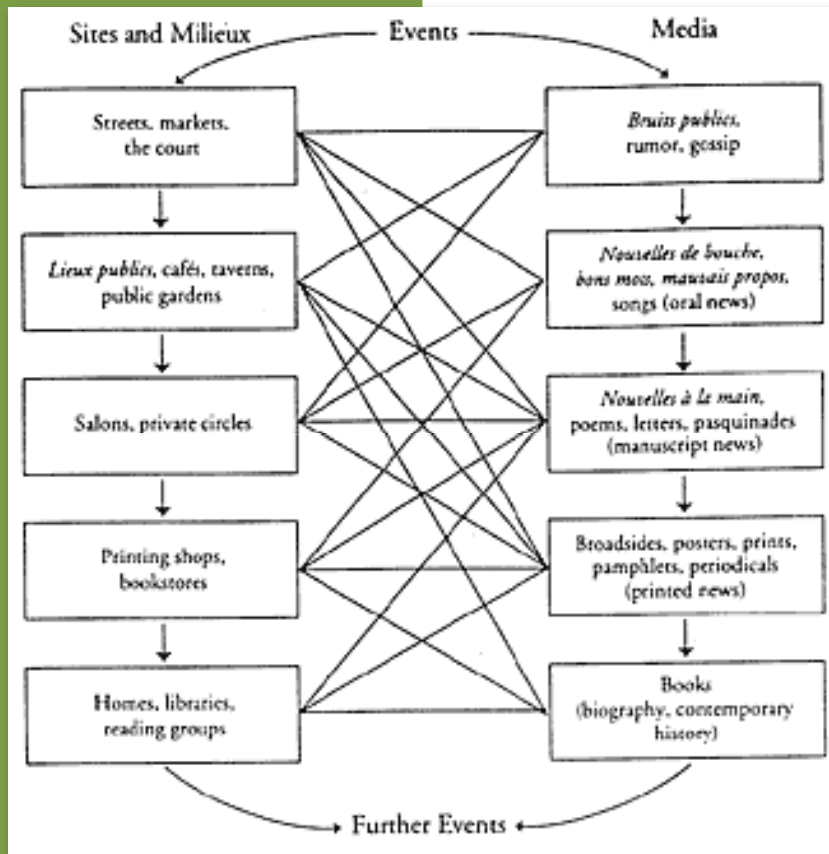 Sites and Milieux
Events
Media
Streets, markets,
the court
Bruits publics,
rumor, gossip
Lieux publics, cafés, taverns,
public gardens
Nouvelles de bouche,
bons mots, mauvais propos,
songs (oral news)
Salons, private circles
Nouvelles à la main,
poems, letters, pasquinades
(manuscript news)
Printing shops,
bookstores
Broadsides, posters, prints,
pamphlets, periodicals
(printed news)
Homes, libraries,
reading groups
Books
(biography, contemporary
history)
Further Events